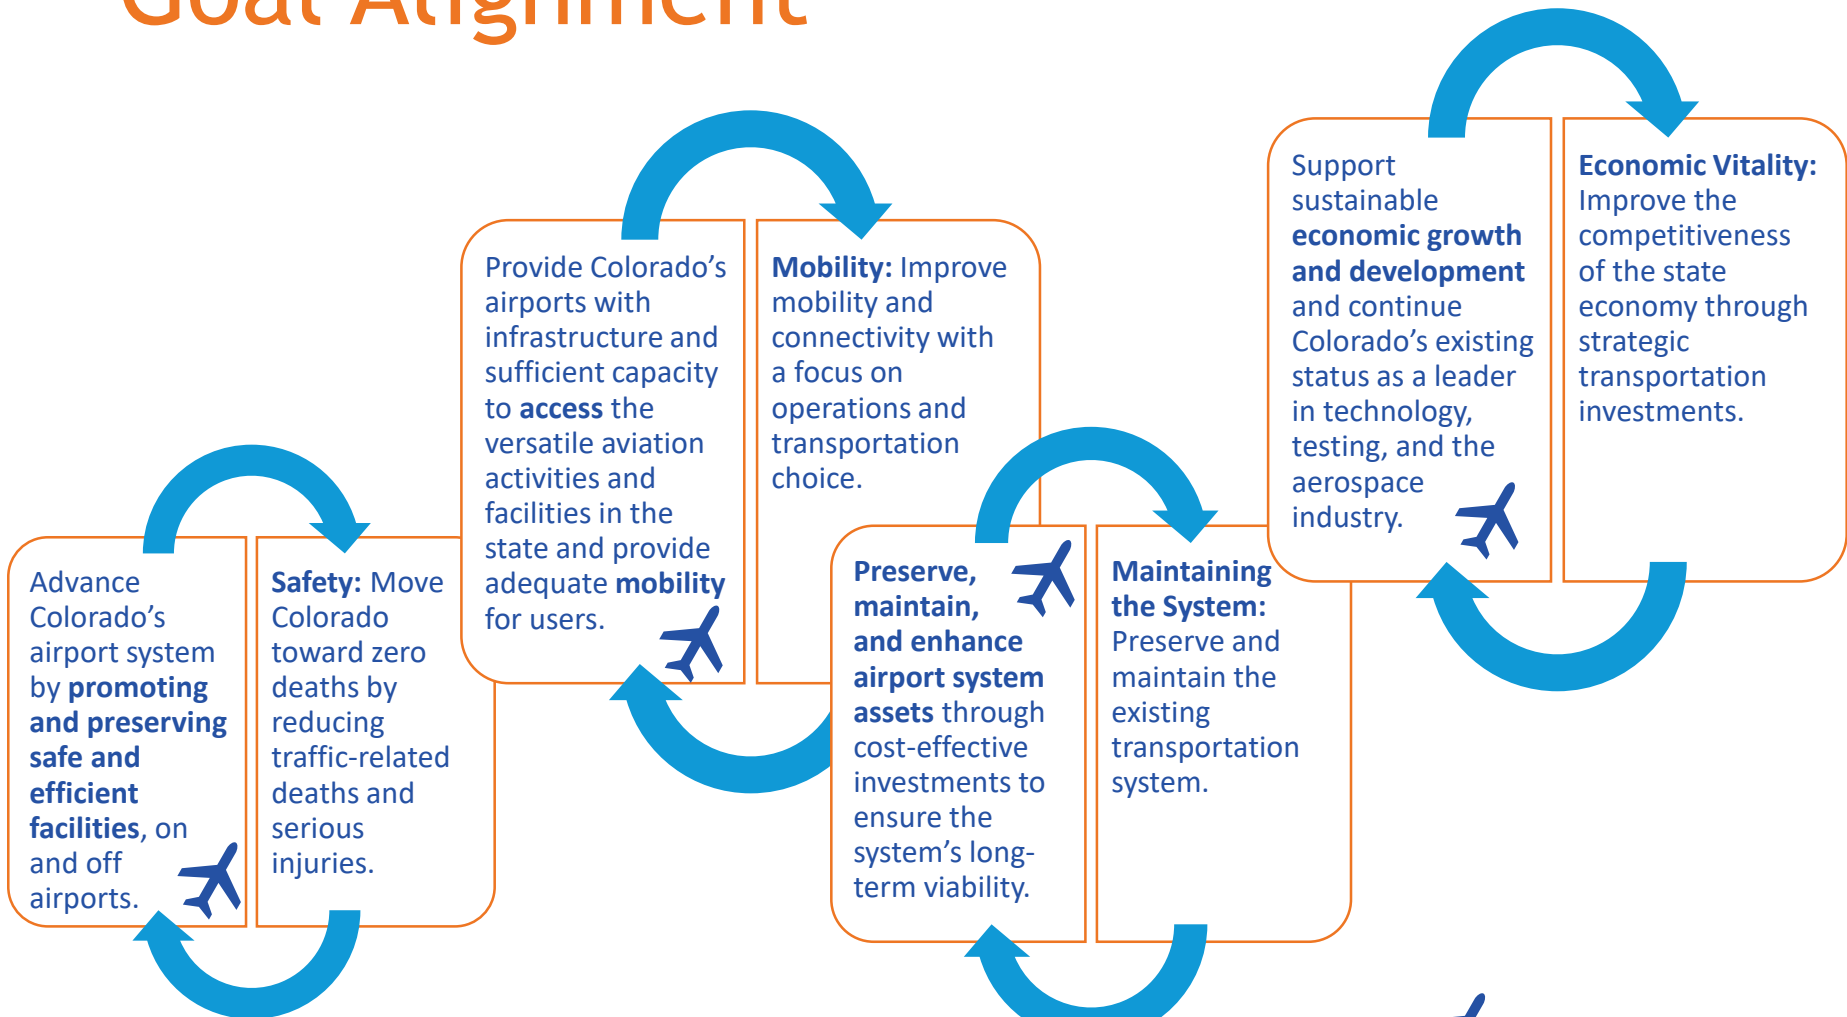 Goal Alignment
Advance
Colorado's
airport system
by promoting
and preserving
safe and
efficient
facilities, on
and off
airports.
Safety: Move
Colorado
toward zero
deaths by
reducing
traffic-related
deaths and
serious
injuries.
Provide Colorado's
airports with
infrastructure and
sufficient capacity
to access the
versatile aviation
activities and
facilities in the
state and provide
adequate mobility
for users.
Mobility: Improve
mobility and
connectivity with
a focus on
operations and
transportation
choice.
Preserve,
maintain,
and enhance
airport system
assets through
cost-effective
investments to
ensure the
system's long-
term viability.
Maintaining
the System:
Preserve and
maintain the
existing
transportation
system.
Support
sustainable
economic growth
and development
and continue
Colorado's existing
status as a leader
in technology,
testing, and the
aerospace
industry.
Economic Vitality:
Improve the
competitiveness
of the state
economy through
strategic
transportation
investments.